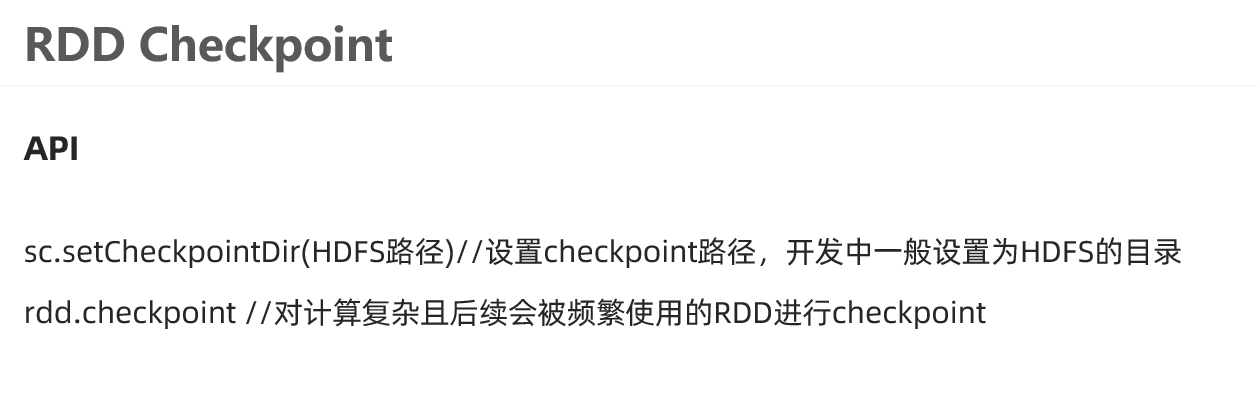 RDD Checkpoint
API
sc.setCheckpointDir(HDFS路径)//设置checkpoint路径，开发中一般设置为HDFS的目录
rdd.checkpoint //对计算复杂且后续会被频繁使用的RDD进行checkpoint